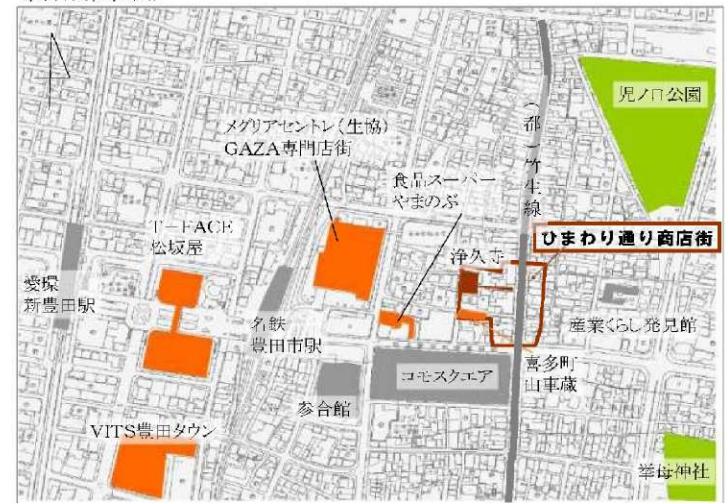 児ノ口公園
メグリアセントレ（生協）
GAZA専門店街
（都）竹生線
食品スーパー
やまのぶ
T－FACE
松坂屋
ひまわり通り商店街
浄久寺
愛環
新豊田駅
名鉄
豊田市駅
産業くらし発見館
コモスクエア
喜多町
山車蔵
参合館
VITS豊田タウン
挙母神社